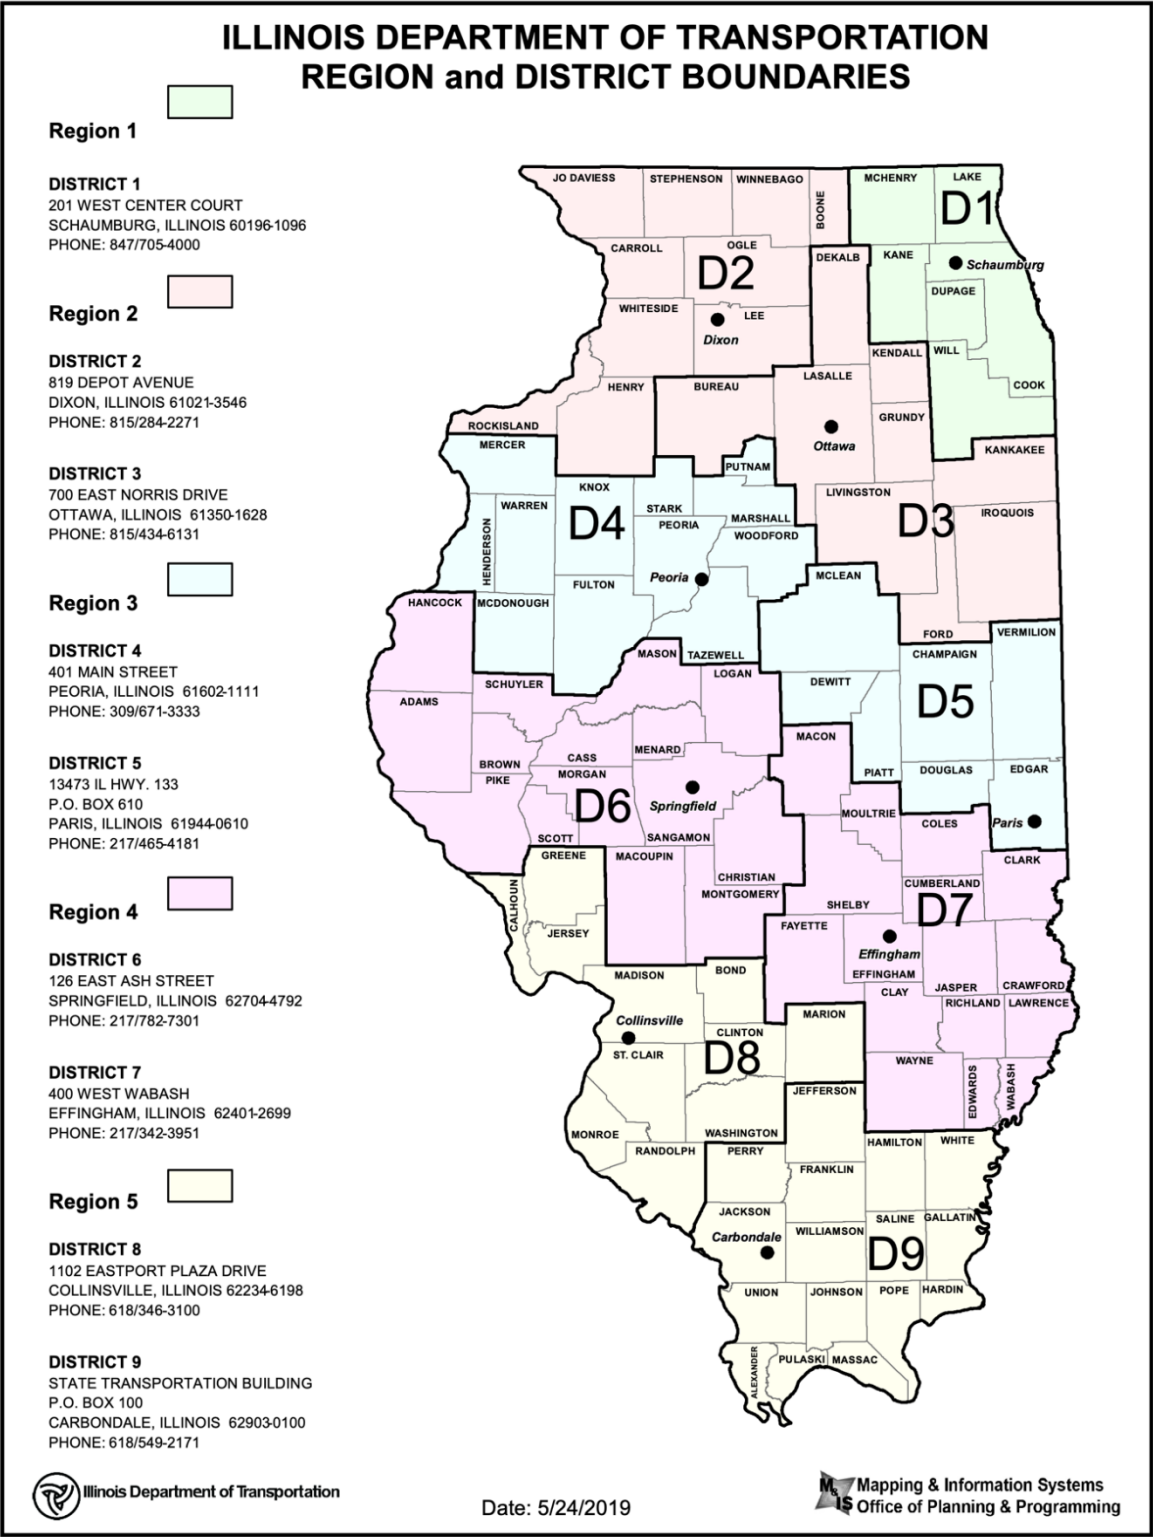 ILLINOIS DEPARTMENT OF TRANSPORTATION
REGION and DISTRICT BOUNDARIES
Region 1
DISTRICT 1
201 WEST CENTER COURT
SCHAUMBURG, ILLINOIS 60196-1096
PHONE: 847/705-4000
Region 2
DISTRICT 2
819 DEPOT AVENUE
DIXON, ILLINOIS 61021-3546
PHONE: 815/284-2271
DISTRICT 3
700 EAST NORRIS DRIVE
OTTAWA, ILLINOIS 61350-1628
PHONE: 815/434-6131
Region 3
DISTRICT 4
401 MAIN STREET
PEORIA, ILLINOIS 61602-1111
PHONE: 309/671-3333
DISTRICT 5
13473 IL HWY. 133
P.O. BOX 610
PARIS, ILLINOIS 61944-0610
PHONE: 217/465-4181
Region 4
DISTRICT 6
126 EAST ASH STREET
SPRINGFIELD, ILLINOIS 62704-4792
PHONE: 217/782-7301
DISTRICT 7
400 WEST WABASH
EFFINGHAM, ILLINOIS 62401-2699
PHONE: 217/342-3951
Region 5
DISTRICT 8
1102 EASTPORT PLAZA DRIVE
COLLINSVILLE, ILLINOIS 62234-6198
PHONE: 618/346-3100
DISTRICT 9
STATE TRANSPORTATION BUILDING
P.O. BOX 100
CARBONDALE, ILLINOIS 62903-0100
PHONE: 618/549-2171
JO DAVIESS
STEPHENSON
WINNEBAGO
BOONE
MCHENRY
LAKE
D1
CARROLL
OGLE
D2
DEKALB
KANE
Schaumburg
DUPAGE
WHITESIDE
LEE
Dixon
KENDALL
WILL
COOK
HENRY
BUREAU
LASALLE
GRUNDY
ROCKISLAND
Ottawa
MERCER
KANKAKEE
PUTNAM
KNOX
LIVINGSTON
WARREN
STARK
D4
PEORIA
MARSHALL
D3
IROQUOIS
WOODFORD
HENDERSON
Peoria
FULTON
MCLEAN
HANCOCK
MCDONOUGH
FORD
VERMILION
MASON
TAZEWELL
CHAMPAIGN
LOGAN
SCHUYLER
DEWITT
D5
ADAMS
MACON
MENARD
CASS
BROWN
MORGAN
PIKE
PIATT
DOUGLAS
EDGAR
D6
Springfield
MOULTRIE
COLES
Paris
SCOTT
SANGAMON
GREENE
MACOUPIN
CLARK
CHRISTIAN
CUMBERLAND
CALHOUN
MONTGOMERY
SHELBY
D7
JERSEY
FAYETTE
Effingham
EFFINGHAM
MADISON
BOND
JASPER
CRAWFORD
CLAY
RICHLAND
LAWRENCE
MARION
Collinsville
CLINTON
ST. CLAIR
D8
WAYNE
EDWARDS
WABASH
JEFFERSON
MONROE
WASHINGTON
RANDOLPH
PERRY
HAMILTON
WHITE
FRANKLIN
JACKSON
SALINE
GALLATIN
Carbondale
WILLIAMSON
D9
UNION
JOHNSON
POPE
HARDIN
ALEXANDER
PULASKI
MASSAC
Illinois Department of Transportation
Date: 5/24/2019
M&IS
Mapping & Information Systems
Office of Planning & Programming